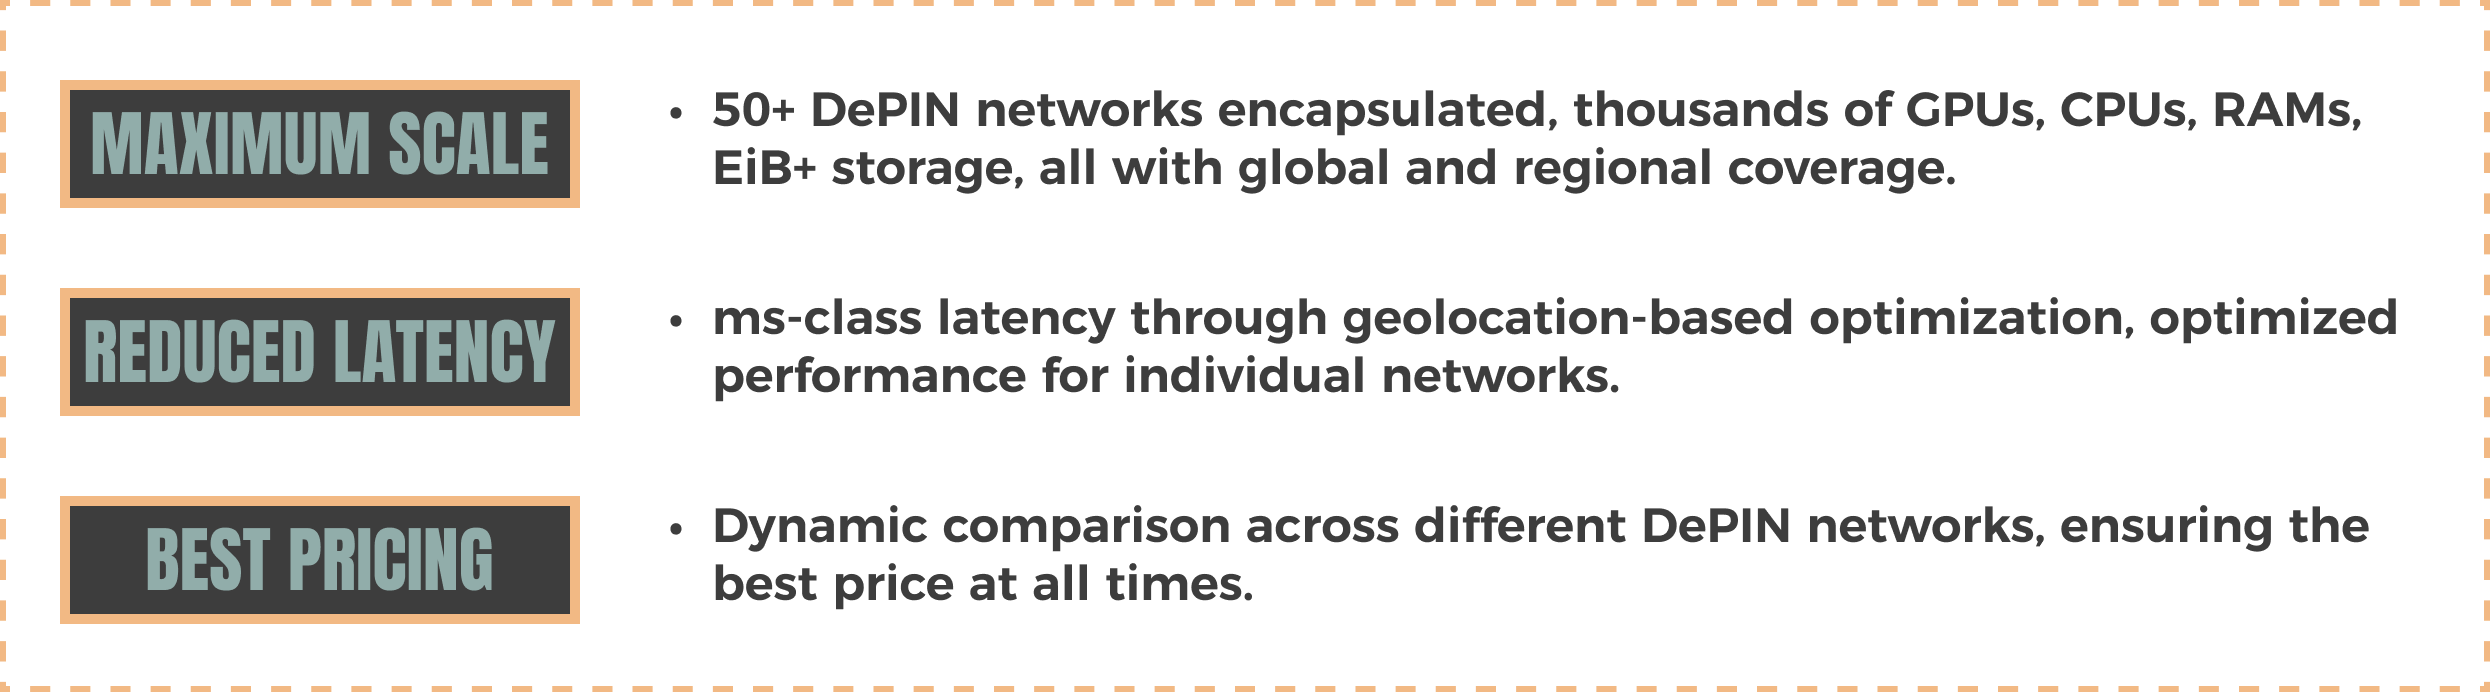 MAXIMUM SCALE
• 50+ DePIN networks encapsulated, thousands of GPUs, CPUs, RAMs,
EiB+ storage, all with global and regional coverage.
REDUCED LATENCY
• ms-class latency through geolocation-based optimization, optimized
performance for individual networks.
BEST PRICING
• Dynamic comparison across different DePIN networks, ensuring the
best price at all times.